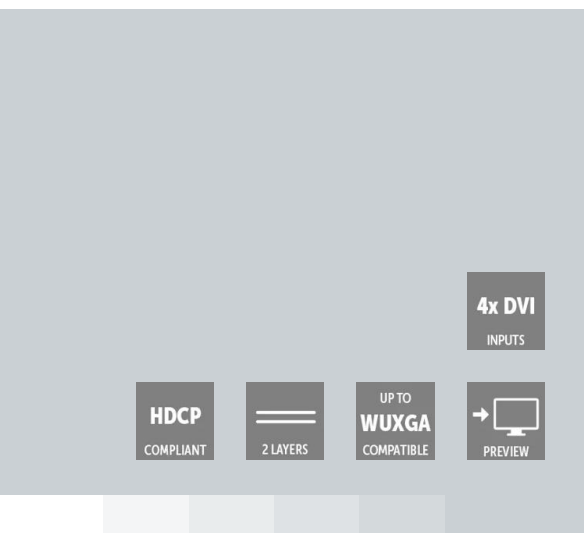 4x DVI
INPUTS
HDCP
COMPLIANT
2 LAYERS
UP TO
WUXGA
COMPATIBLE
PREVIEW